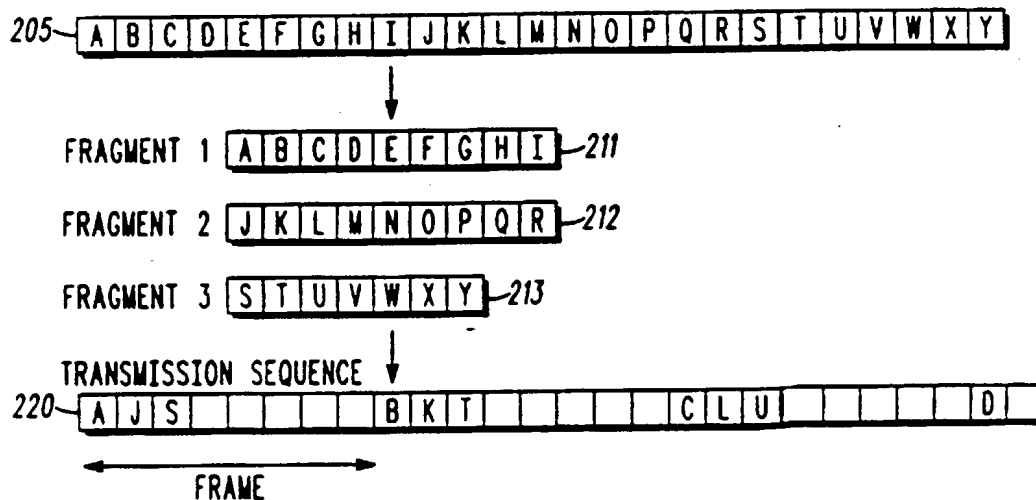 205 A B C D E F G H I J K L M N O P Q R S T U V W X Y
FRAGMENT 1 A B C D E F G H I 211
FRAGMENT 2 J K L M N O P Q R 212
FRAGMENT 3 S T U V W X Y 213
TRANSMISSION SEQUENCE
220 A J S B K T C L U D
FRAME